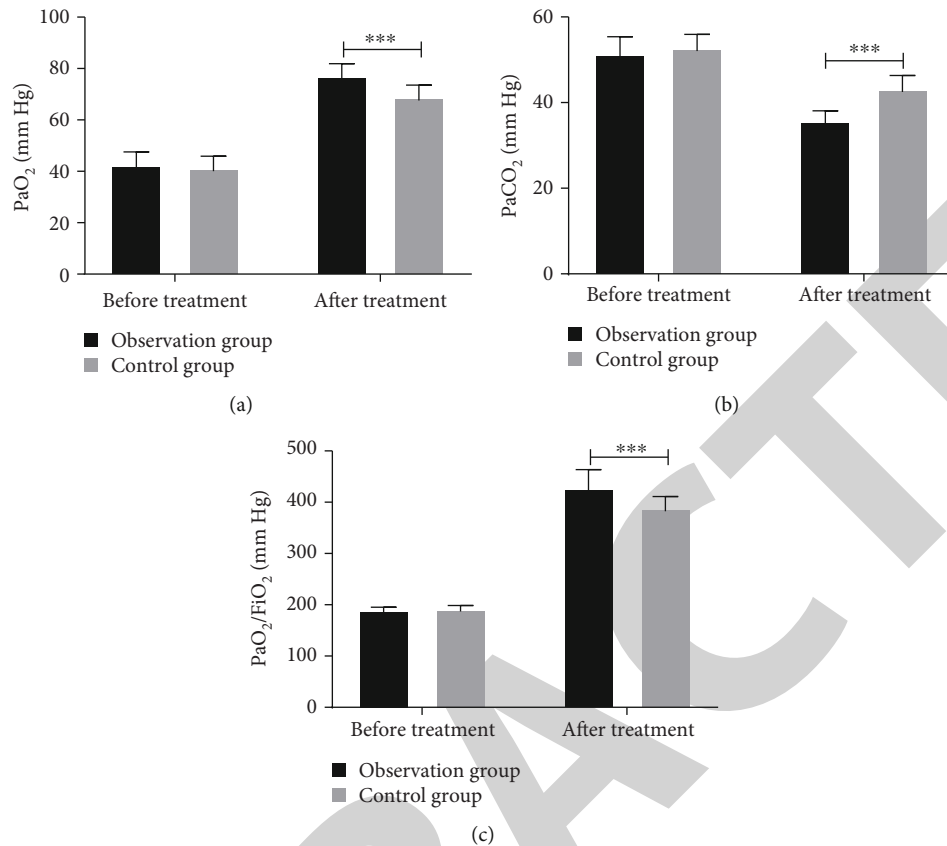 100
80
60
40
20
0
PaO₂ (mm Hg)
***
Before treatment
After treatment
Observation group
Control group
(a)
60
40
20
0
PaCO₂ (mm Hg)
***
Before treatment
After treatment
Observation group
Control group
(b)
500
400
300
200
100
0
PaO₂/FiO₂ (mm Hg)
***
Before treatment
After treatment
Observation group
Control group
(c)